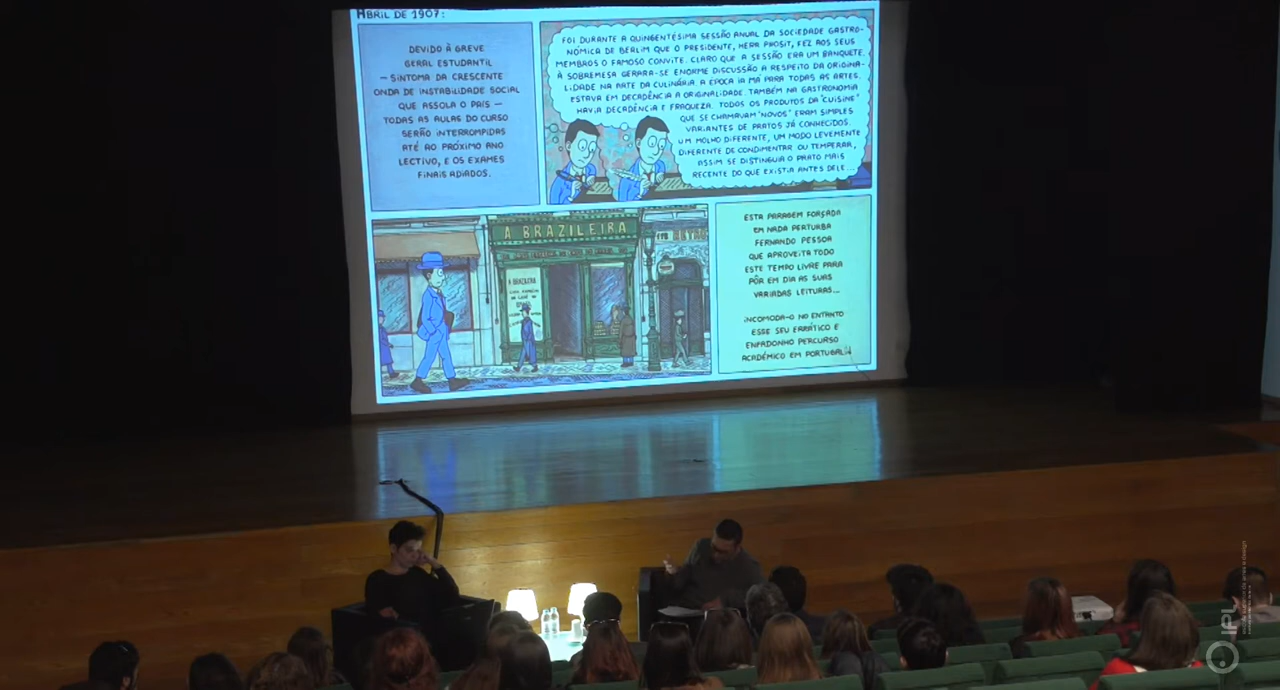 ABRIL DE 1907:
DEVIDO À GREVE
GERAL ESTUDANTIL
— SINTOMA DA CRESCENTE
ONDA DE INSTABILIDADE SOCIAL
QUE ASSOLA O PAÍS —
TODAS AS AULAS DO CURSO
SERÃO INTERROMPIDAS
ATÉ AO PRÓXIMO ANO
LECTIVO, E OS EXAMES
FINAIS ADIADOS.
FOI DURANTE A QUINGENTÉSIMA SESSÃO ANUAL DA SOCIEDADE GASTRO-
NÓMICA DE BERLIM QUE O PRESIDENTE, HERR PROSIT, FEZ AOS SEUS
MEMBROS O FAMOSO CONVITE. CLARO QUE A SESSÃO ERA UM BANQUETE.
À SOBREMESA GERARA-SE ENORME DISCUSSÃO A RESPEITO DA ORIGINA-
LIDADE NA ARTE DA CULINÁRIA. A ÉPOCA IA MÁ PARA TODAS AS ARTES.
ESTAVA EM DECADÊNCIA A ORIGINALIDADE. TAMBÉM NA GASTRONOMIA
HAVIA DECADÊNCIA E FRAQUEZA. TODOS OS PRODUTOS DA "CUISINE"
QUE SE CHAMAVAM "NOVOS" ERAM SIMPLES
VARIANTES DE PRATOS JÁ CONHECIDOS.
UM MOLHO DIFERENTE, UM MODO LEVEMENTE
DIFERENTE DE CONDIMENTAR OU TEMPERAR,
ASSIM SE DISTINGUIA O PRATO MAIS
RECENTE DO QUE EXISTIA ANTES DELE...
A BRAZILEIRA
A BRAZILEIRA
ESTA PARAGEM FORÇADA
EM NADA PERTURBA
FERNANDO PESSOA
QUE APROVEITA TODO
ESTE TEMPO LIVRE PARA
PÔR EM DIA AS SUAS
VARIADAS LEITURAS...
INCOMODA-O NO ENTANTO
ESSE SEU ERRÁTICO E
ENFADONHO PERCURSO
ACADÉMICO EM PORTUGAL...
IPL